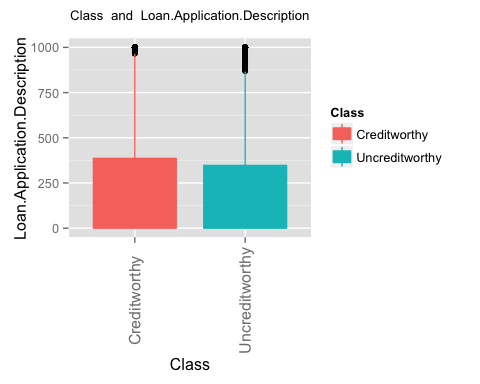 Class and Loan.Application.Description
Loan.Application.Description
1000
750
500
250
0
Creditworthy
Uncreditworthy
Class
Class
Creditworthy
Uncreditworthy